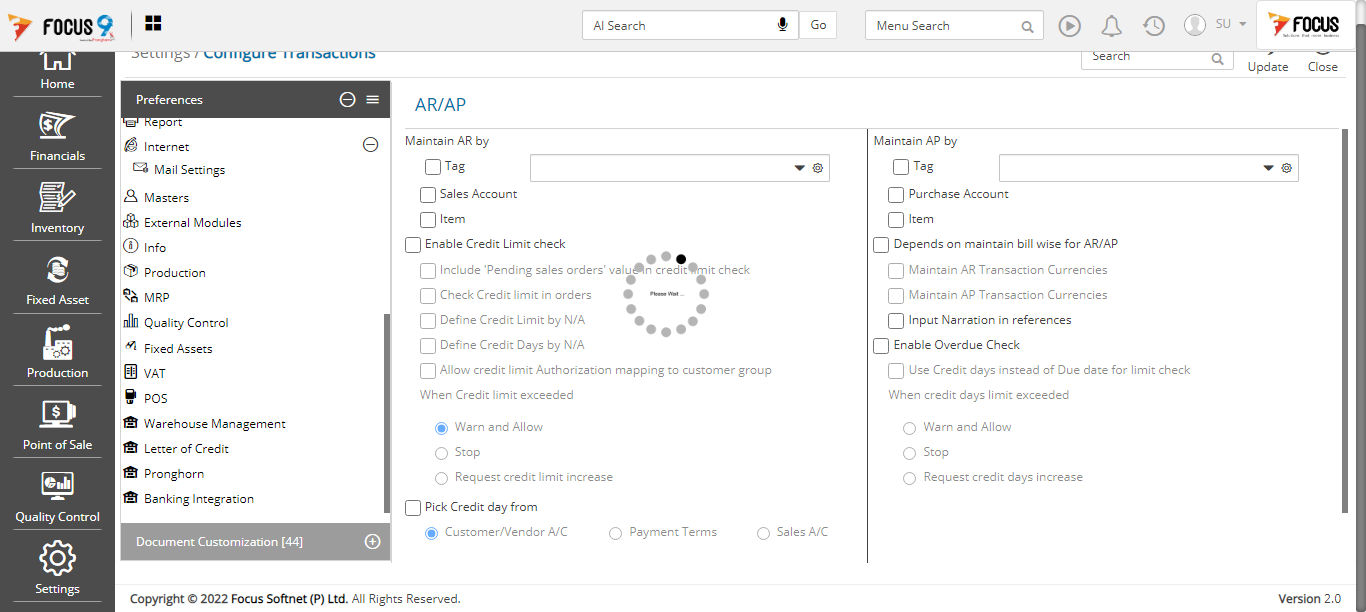 FOCUS 9
AI Search
Go
Menu Search
SU
FOCUS
Settings / Configure Transactions
Search
Update
Close
Home
Financials
Inventory
Fixed Asset
Production
Point of Sale
Quality Control
Settings
Preferences
Report
Internet
Mail Settings
Masters
External Modules
Info
Production
MRP
Quality Control
Fixed Assets
VAT
POS
Warehouse Management
Letter of Credit
Pronghorn
Banking Integration
Document Customization [44]
AR/AP
Maintain AR by
Tag
Sales Account
Item
Enable Credit Limit check
Include 'Pending sales orders' value in credit limit check
Check Credit limit in orders
Define Credit Limit by N/A
Define Credit Days by N/A
Allow credit limit Authorization mapping to customer group
When Credit limit exceeded
Warn and Allow
Stop
Request credit limit increase
Pick Credit day from
Customer/Vendor A/C
Payment Terms
Sales A/C
Please Wait ...
Maintain AP by
Tag
Purchase Account
Item
Depends on maintain bill wise for AR/AP
Maintain AR Transaction Currencies
Maintain AP Transaction Currencies
Input Narration in references
Enable Overdue Check
Use Credit days instead of Due date for limit check
When credit days limit exceeded
Warn and Allow
Stop
Request credit days increase
Copyright © 2022 Focus Softnet (P) Ltd. All Rights Reserved.
Version 2.0